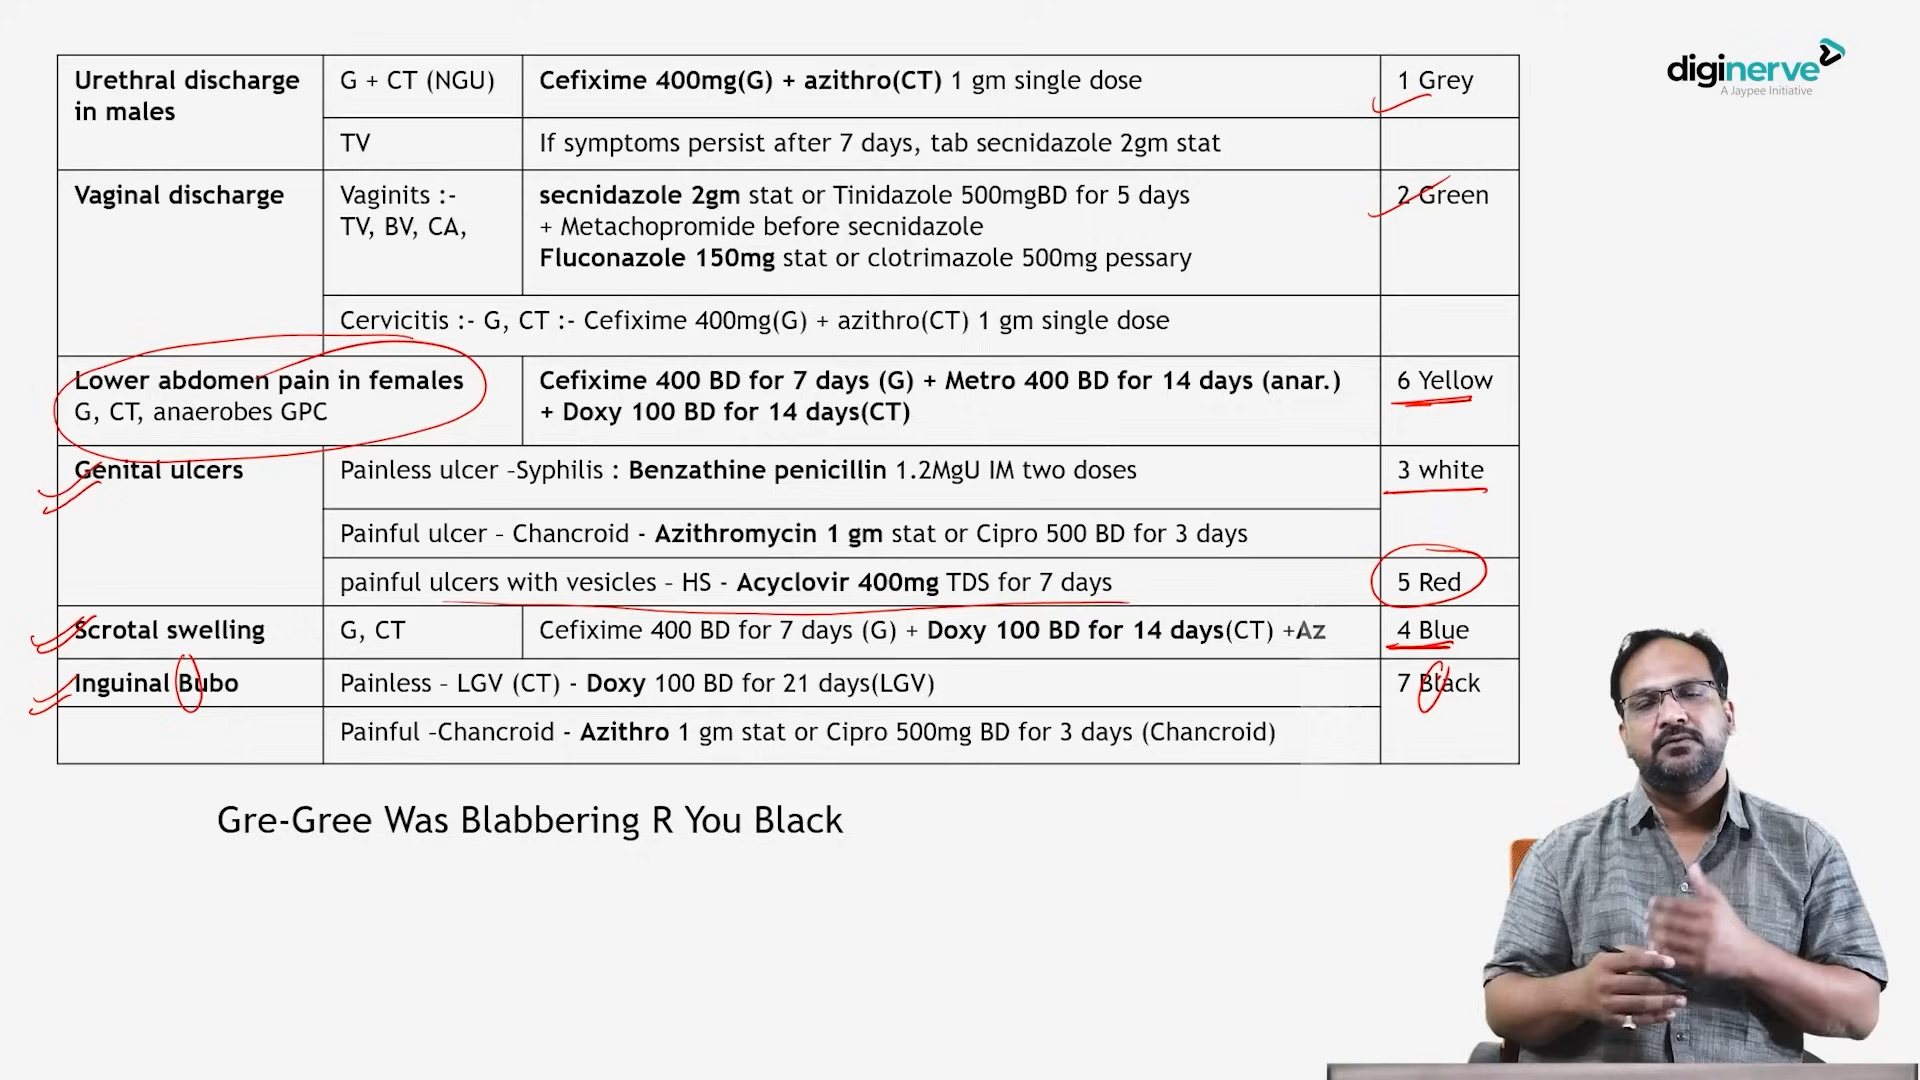 diginerve
A Jaypee Initiative
Urethral discharge
in males
G + CT (NGU)
Cefixime 400mg(G) + azithro(CT) 1 gm single dose
1 Grey
TV
If symptoms persist after 7 days, tab secnidazole 2gm stat
Vaginal discharge
Vaginits :-
TV, BV, CA,
secnidazole 2gm stat or Tinidazole 500mgBD for 5 days
+ Metachopromide before secnidazole
Fluconazole 150mg stat or clotrimazole 500mg pessary
2 Green
Cervicitis :- G, CT :- Cefixime 400mg(G) + azithro(CT) 1 gm single dose
Lower abdomen pain in females
G, CT, anaerobes GPC
Cefixime 400 BD for 7 days (G) + Metro 400 BD for 14 days (anar.)
+ Doxy 100 BD for 14 days(CT)
6 Yellow
Genital ulcers
Painless ulcer –Syphilis : Benzathine penicillin 1.2MgU IM two doses
3 white
Painful ulcer – Chancroid - Azithromycin 1 gm stat or Cipro 500 BD for 3 days
painful ulcers with vesicles – HS - Acyclovir 400mg TDS for 7 days
5 Red
Scrotal swelling
G, CT
Cefixime 400 BD for 7 days (G) + Doxy 100 BD for 14 days(CT) +Az
4 Blue
Inguinal Bubo
Painless – LGV (CT) - Doxy 100 BD for 21 days(LGV)
7 Black
Painful –Chancroid - Azithro 1 gm stat or Cipro 500mg BD for 3 days (Chancroid)
Gre-Gree Was Blabbering R You Black